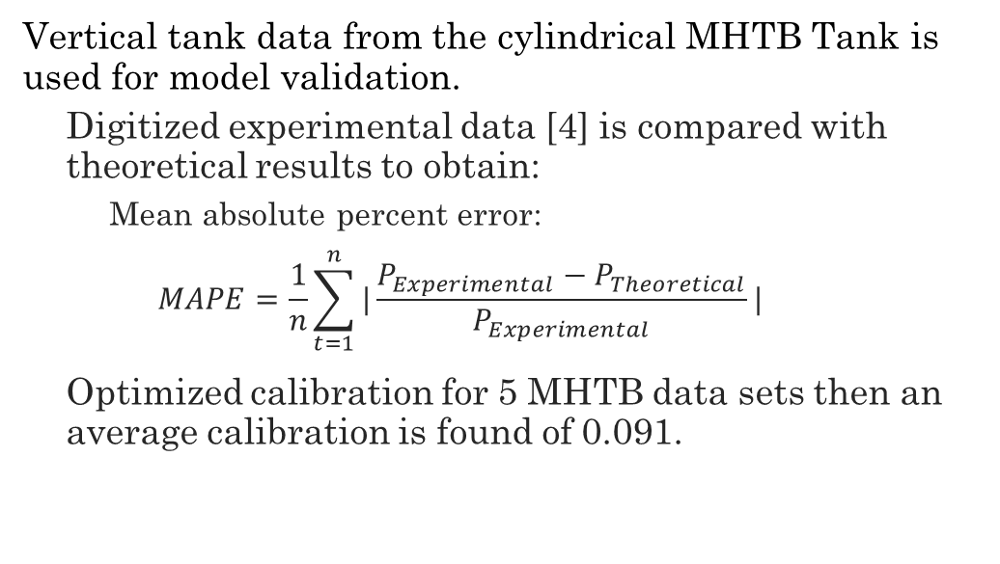 Vertical tank data from the cylindrical MHTB Tank is
used for model validation.
Digitized experimental data [4] is compared with
theoretical results to obtain:
Mean absolute percent error:
MAPE = \frac{1}{n} \sum_{t=1}^{n} | \frac{P_{Experimental} − P_{Theoretical}}{P_{Experimental}} |
Optimized calibration for 5 MHTB data sets then an
average calibration is found of 0.091.